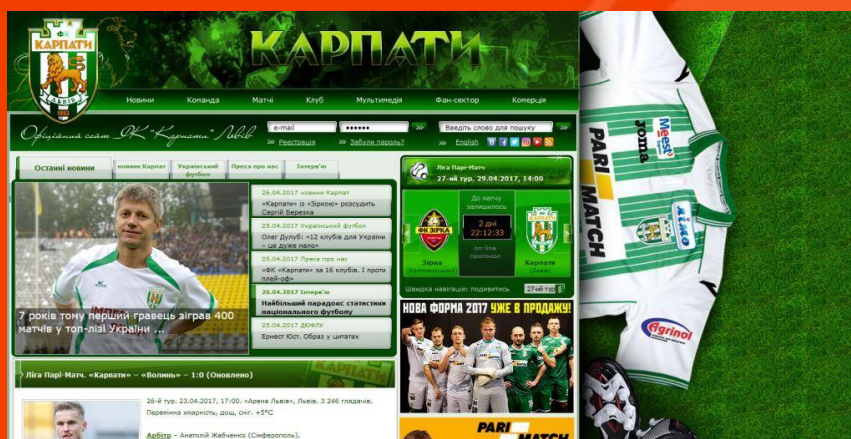 ФК
КАРПАТИ
ЛЬВІВ
1963
КАРПАТИ
Новини Команда Матчі Клуб Мультимедія Фан-сектор Комерція
Офіційний сайт ФК "Карпати" Львів
e-mail
Введіть слово для пошуку
Реєстрація
Забули пароль?
English
Останні новини
новини Карпат
Український футбол
Преса про нас
Інтерв'ю
26.04.2017 новини Карпат
«Карпати» із «Зіркою» розсудить
Сергій Березка
25.04.2017 Український футбол
Олег Дулуб: «12 клубів для України
– це дуже мало»
25.04.2017 Преса про нас
«ФК «Карпати» за 16 клубів. І проти
плей-оф»
26.04.2017 Інтерв'ю
Найбільший парадокс статистики
національного футболу
25.04.2017 ДЮФЛУ
Ернест Юст. Образ у цитатах
7 років тому перший гравець зіграв 400
матчів у топ-лізі України ...
Ліга Парі-Матч
27-ий тур, 29.04.2017, 14:00
До матчу
залишилось
2 дні
22:12:33
on-line
протокол
ФК ЗІРКА
Зірка
(Кропивницький)
Карпати
(Львів)
Швидка навігація: подивитись 27-ий тур
НОВА ФОРМА 2017 УЖЕ В ПРОДАЖУ!
Ліга Парі-Матч. «Карпати» – «Волинь» – 1:0 (Оновлено)
КАРПАТИ
26-й тур. 23.04.2017, 17:00. «Арена Львів», Львів. 3 246 глядачів.
Первинна хмарність, дощ, сніг. +5°C
Арбітр – Анатолій Жабченко (Сімферополь).
PARI
MATCH
Meest
joma
PARI
MATCH
RIMKO
Agrinol